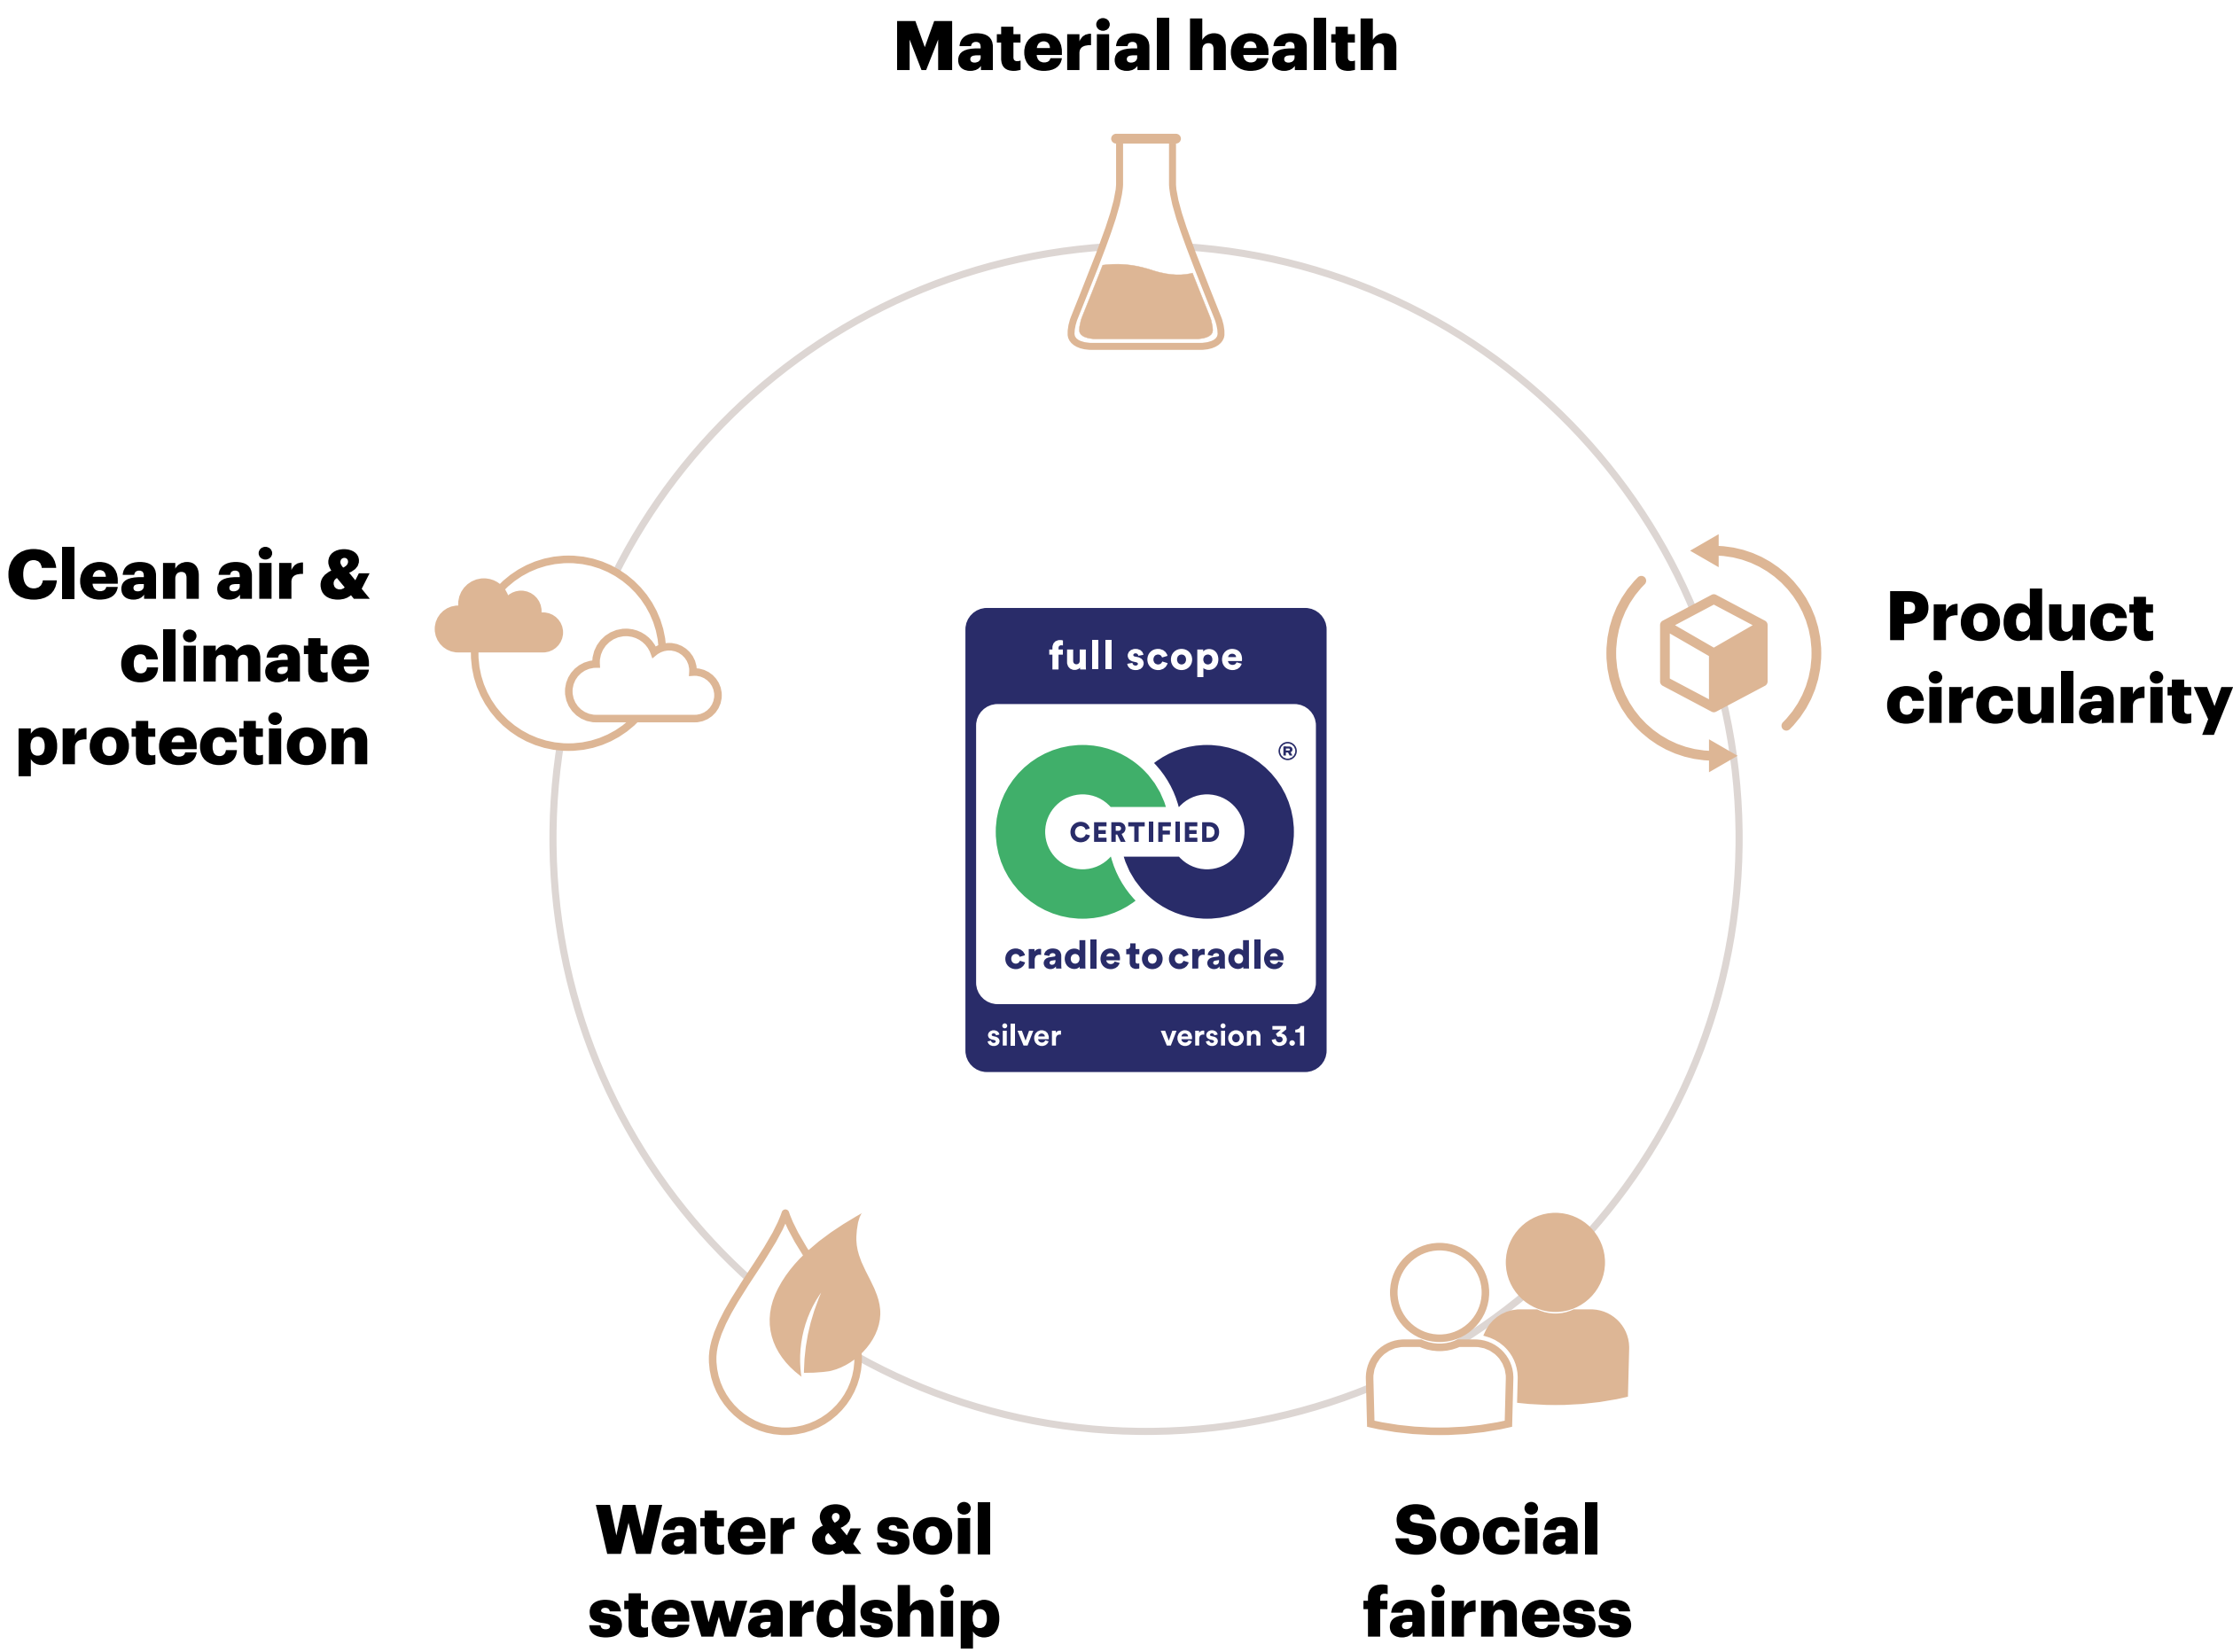 Material health
Clean air &
climate
protection
Product
circularity
full scope
®
CERTIFIED
cradle to cradle
silver version 3.1
Water & soil
stewardship
Social
fairness